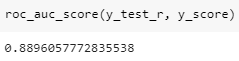 roc_auc_score(y_test_r, y_score)
0.8896057772835538